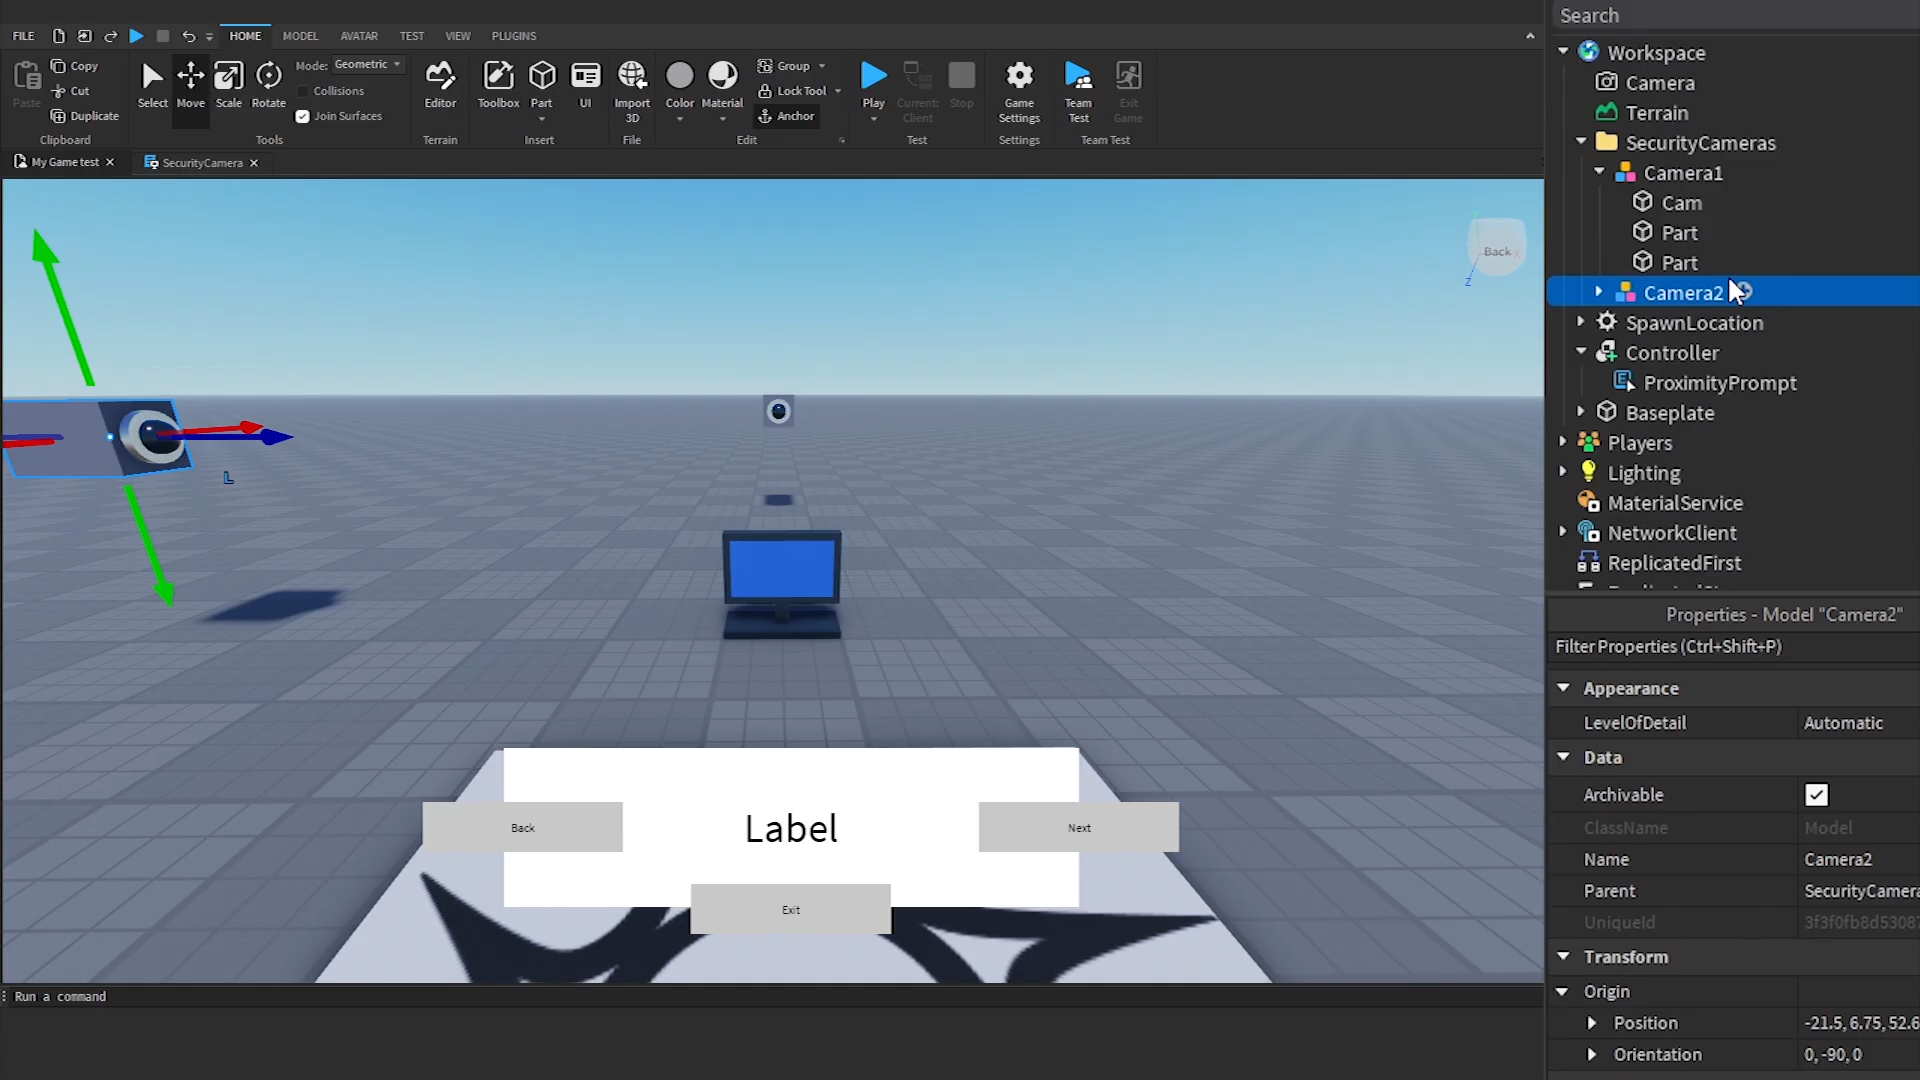 FILE HOME MODEL AVATAR TEST VIEW PLUGINS
Paste Copy Cut Duplicate Clipboard
Select Move Scale Rotate Mode: Geometric Collisions Join Surfaces Tools
Editor Terrain
Toolbox Part UI Insert
Import 3D File
Color Material Group Lock Tool Anchor Edit
Play Current: Client Stop Test
Game Settings Settings
Team Test Exit Game Team Test
My Game test SecurityCamera
Back
X
Z
L
Label
Back
Next
Exit
Run a command
Search
Workspace
Camera
Terrain
SecurityCameras
Camera1
Cam
Part
Part
Camera2
SpawnLocation
Controller
ProximityPrompt
Baseplate
Players
Lighting
MaterialService
NetworkClient
ReplicatedFirst
Properties - Model "Camera2"
Filter Properties (Ctrl+Shift+P)
Appearance
LevelOfDetail Automatic
Data
Archivable
ClassName Model
Name Camera2
Parent SecurityCamera
UniqueId 3f3f0fb8d5308
Transform
Origin
Position -21.5, 6.75, 52.6
Orientation 0, -90, 0